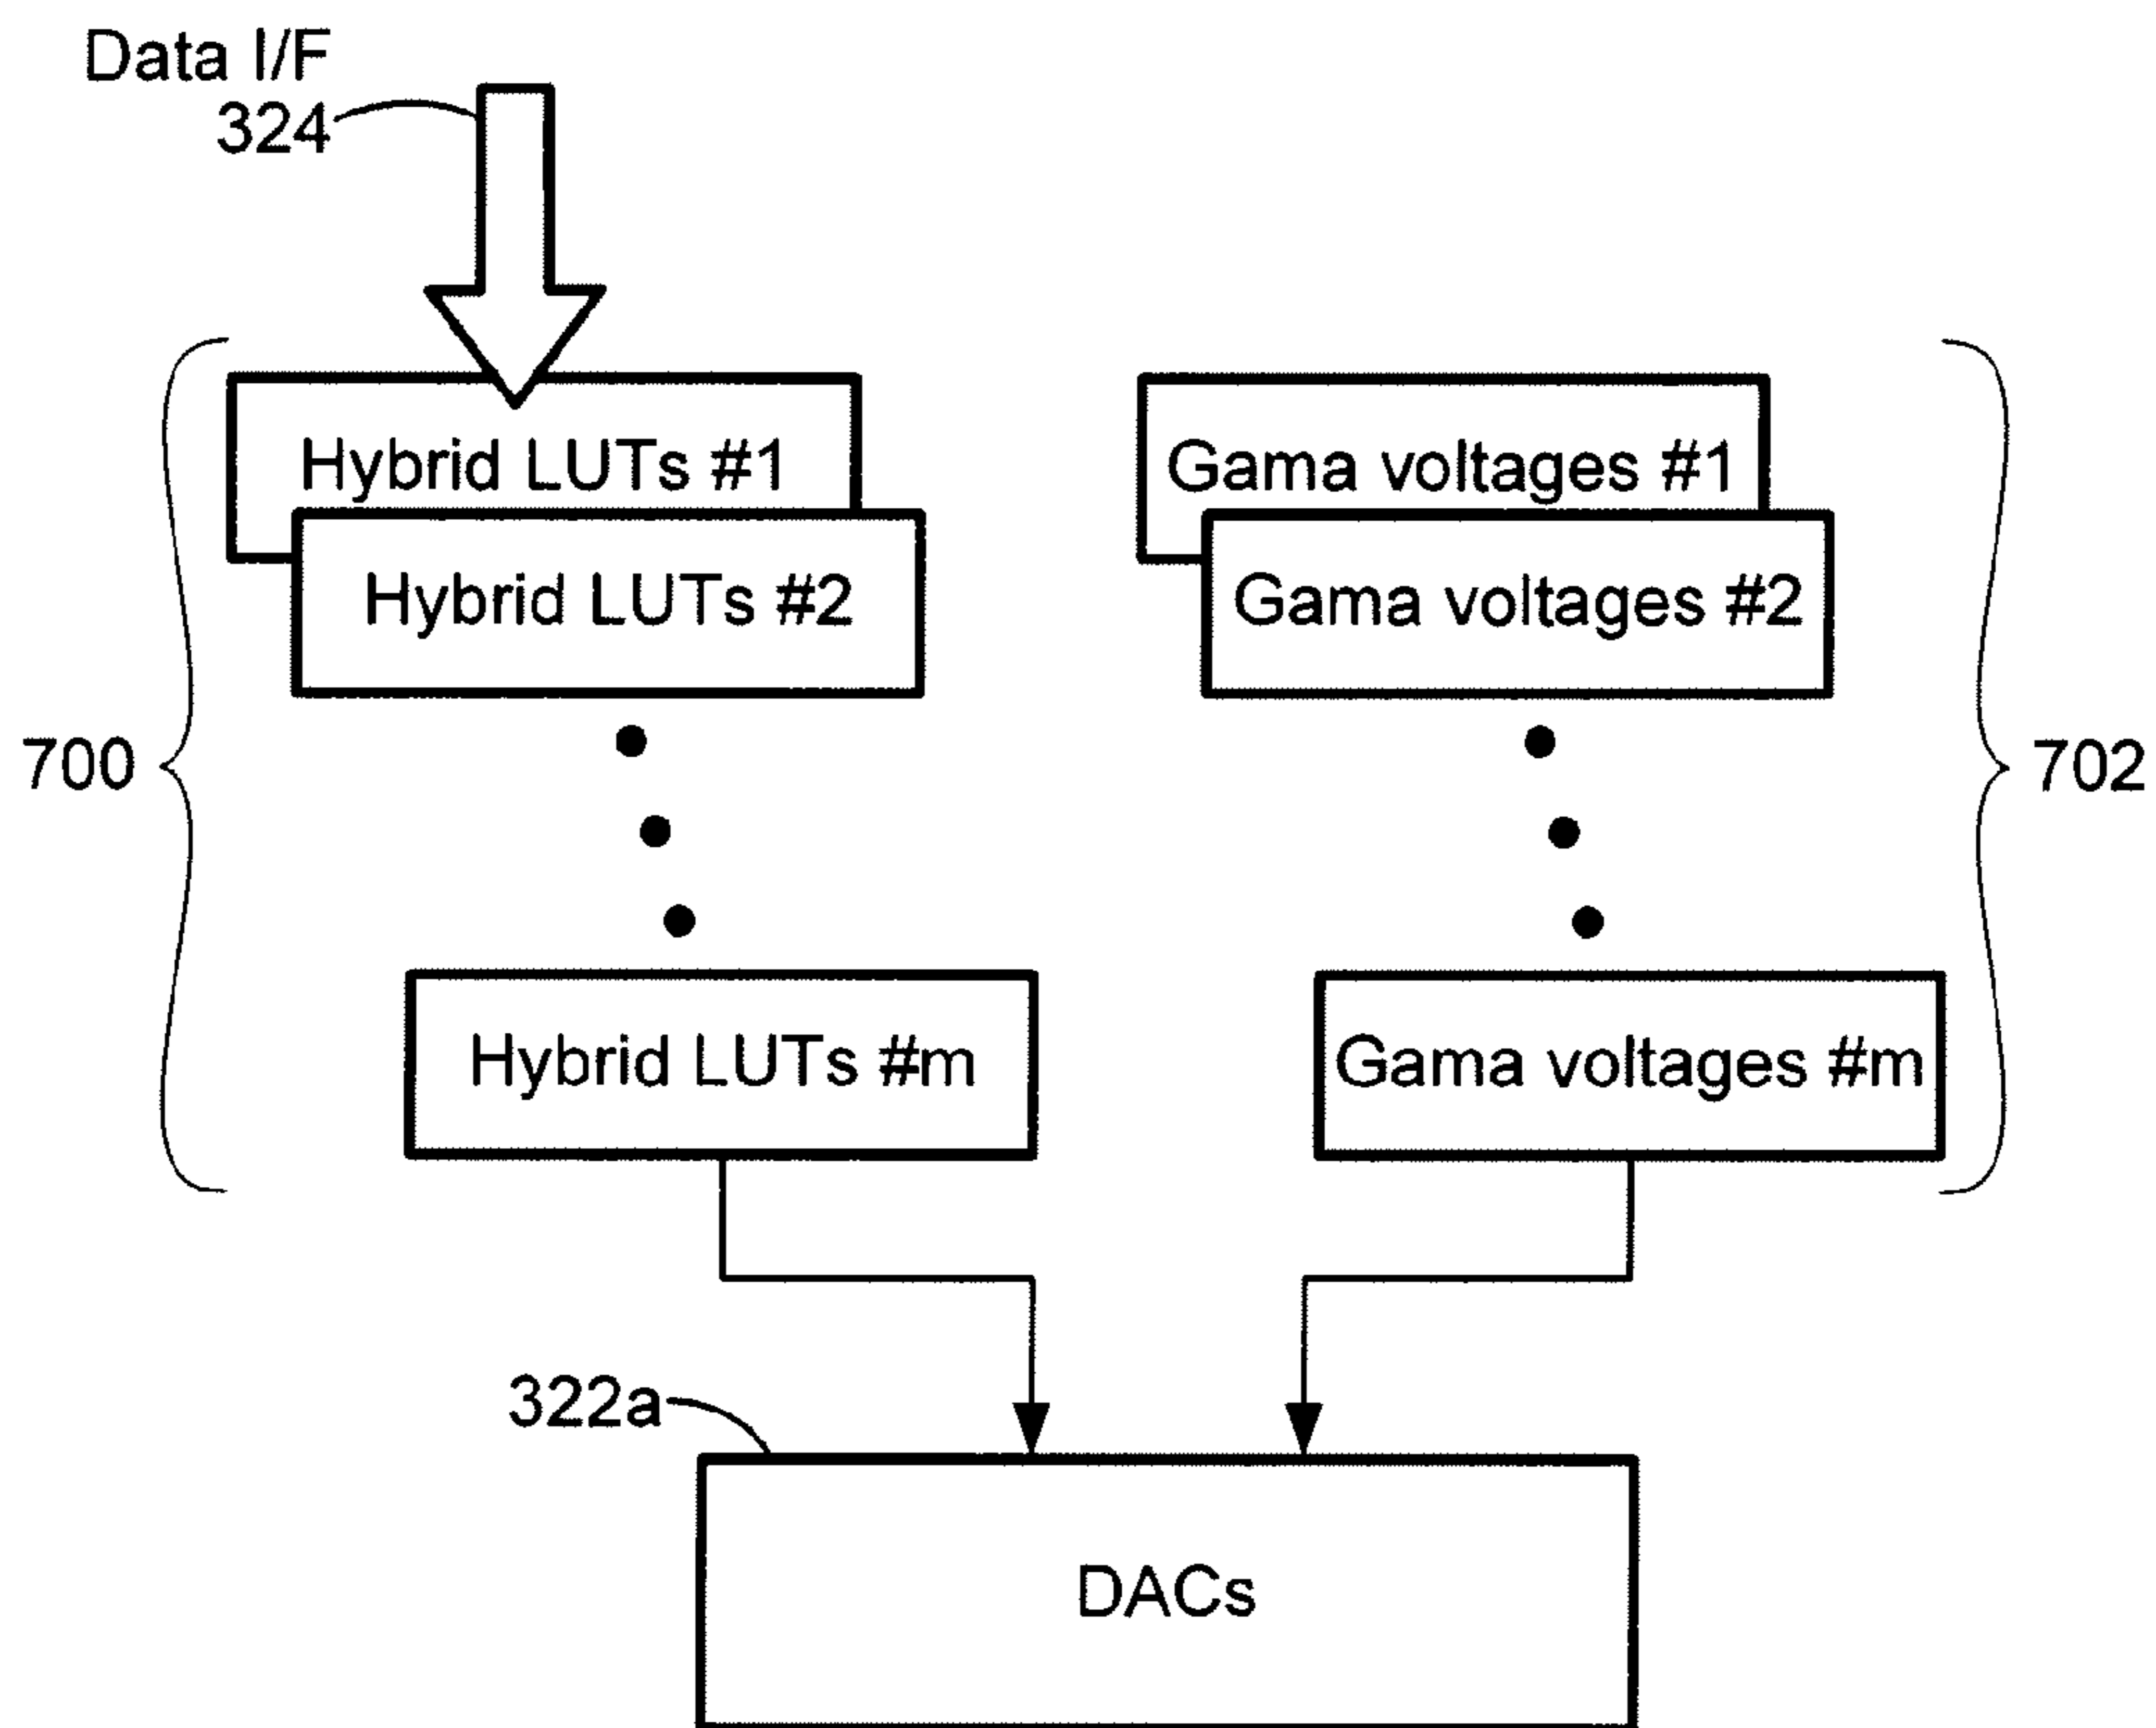 Data I/F
324
Hybrid LUTs #1
Gama voltages #1
Hybrid LUTs #2
Gama voltages #2
700
702
Hybrid LUTs #m
Gama voltages #m
322a
DACs